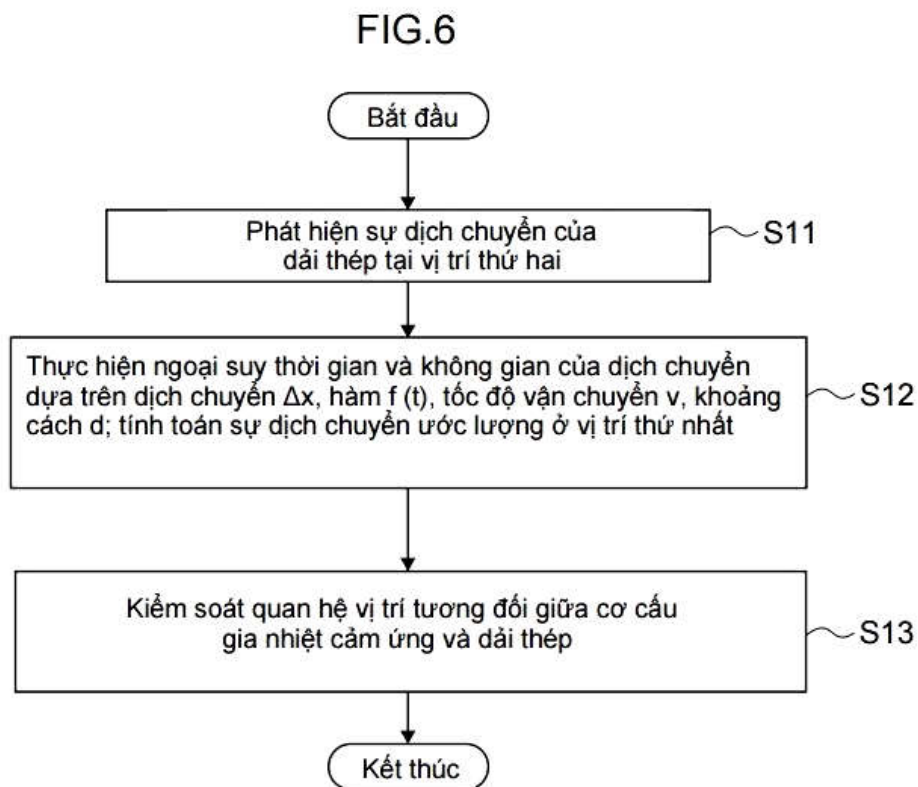 FIG.6
Bắt đầu
Phát hiện sự dịch chuyển của
dải thép tại vị trí thứ hai
S11
Thực hiện ngoại suy thời gian và không gian của dịch chuyển
dựa trên dịch chuyển Δx, hàm f (t), tốc độ vận chuyển v, khoảng
cách d; tính toán sự dịch chuyển ước lượng ở vị trí thứ nhất
S12
Kiểm soát quan hệ vị trí tương đối giữa cơ cấu
gia nhiệt cảm ứng và dải thép
S13
Kết thúc